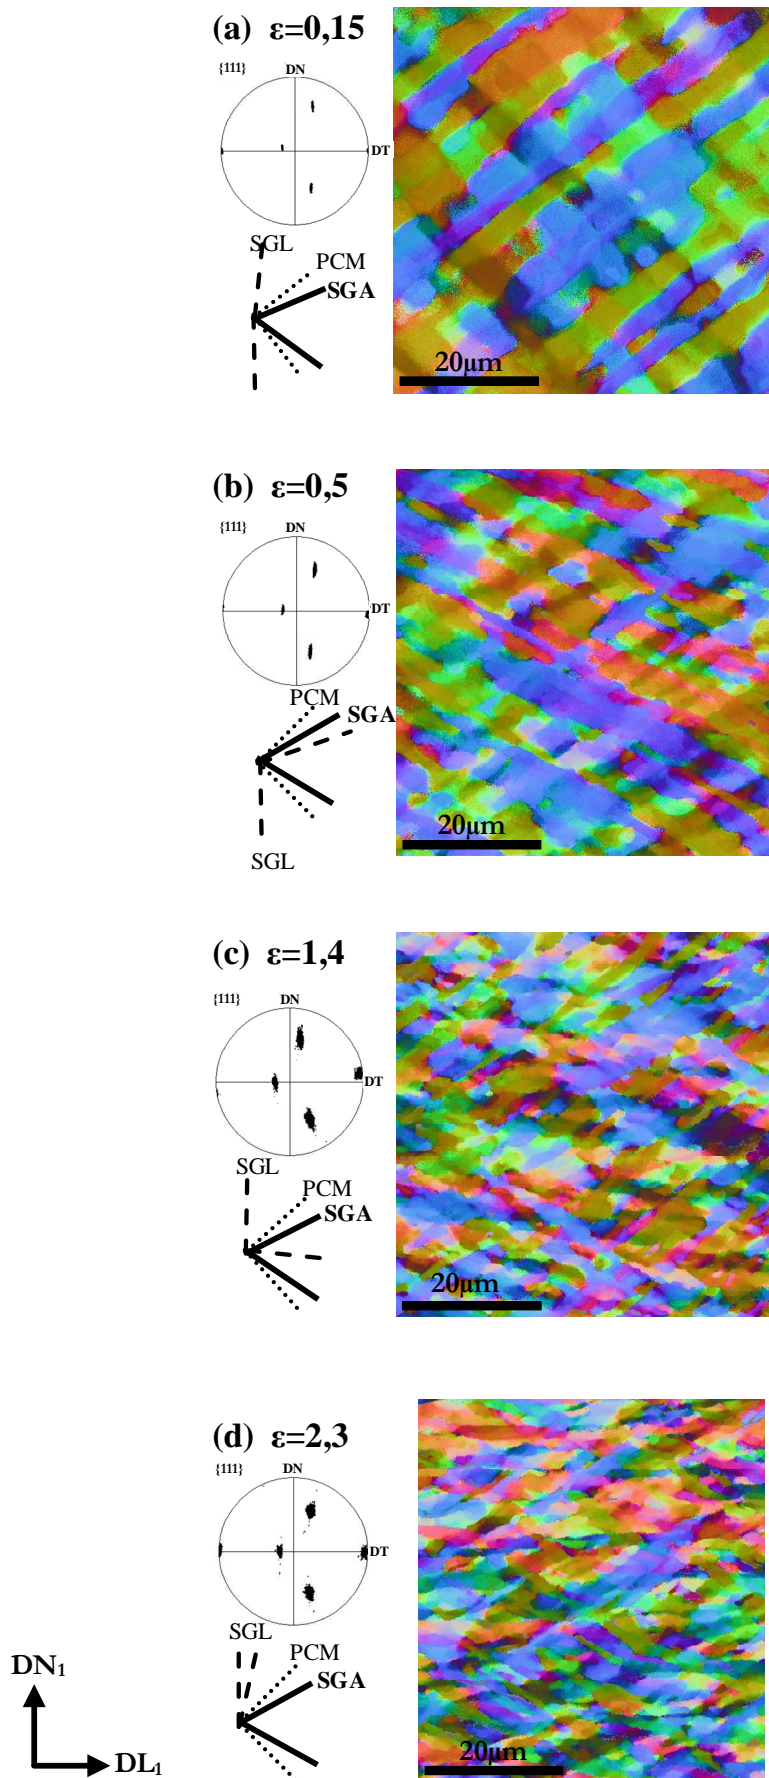 (a) ε=0,15
{111}
DN
DT
SGL
PCM
SGA
20µm
(b) ε=0,5
{111}
DN
DT
PCM
SGA
SGL
20µm
(c) ε=1,4
{111}
DN
DT
SGL
PCM
SGA
20µm
(d) ε=2,3
{111}
DN
DT
SGL
PCM
SGA
20µm
DN₁
DL₁